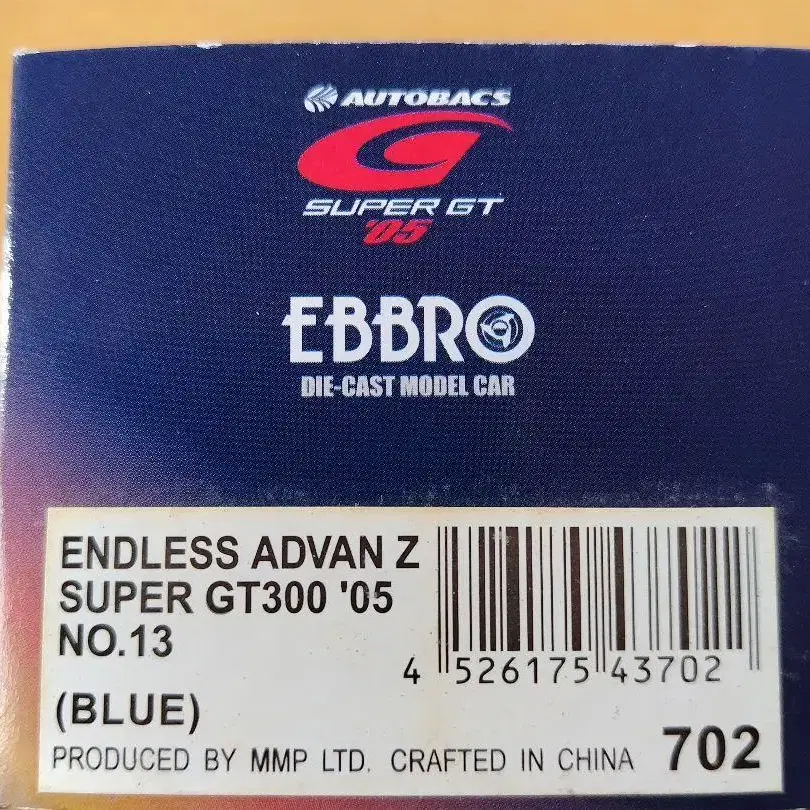 AUTOBACS
SUPER GT
'05
EBBRO
DIE-CAST MODEL CAR
ENDLESS ADVAN Z
SUPER GT300 '05
NO.13
(BLUE)
4 526175 43702
PRODUCED BY MMP LTD. CRAFTED IN CHINA 702